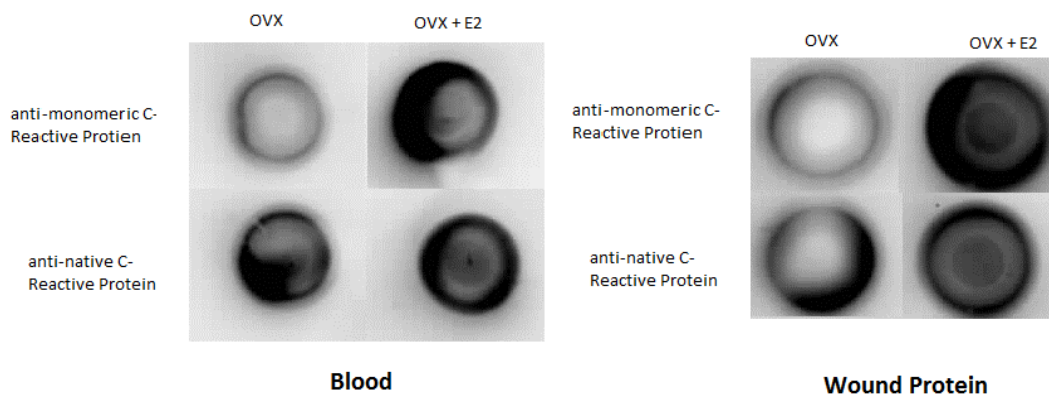 OVX OVX + E2
anti-monomeric C-
Reactive Protien
anti-native C-
Reactive Protein
Blood
OVX OVX + E2
anti-monomeric C-
Reactive Protien
anti-native C-
Reactive Protein
Wound Protein